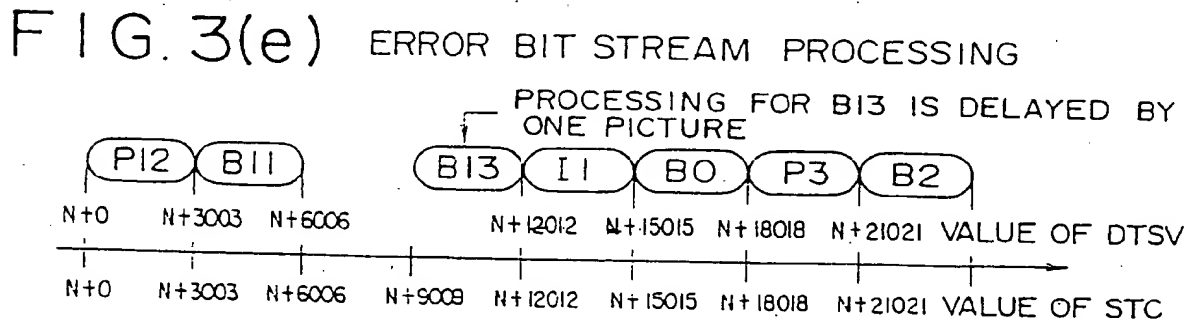 FIG. 3(e) ERROR BIT STREAM PROCESSING
PROCESSING FOR B13 IS DELAYED BY
ONE PICTURE
P12 B11 B13 I1 B0 P3 B2
N+0 N+3003 N+6006 N+12012 N+15015 N+18018 N+21021 VALUE OF DTSV
N+0 N+3003 N+6006 N+9009 N+12012 N+15015 N+18018 N+21021 VALUE OF STC